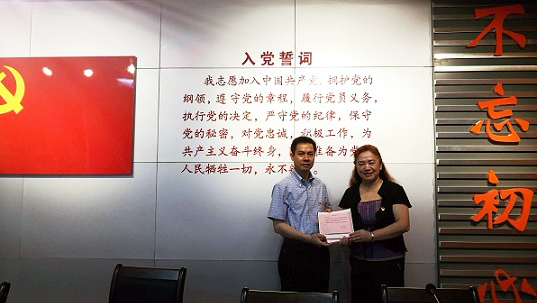 入党誓词
我志愿加入中国共产党，拥护党的
纲领，遵守党的章程，履行党员义务，
执行党的决定，严守党的纪律，保守
党的秘密，对党忠诚，积极工作，为
共产主义奋斗终身，准备为党
人民牺牲一切，永不
不忘初心